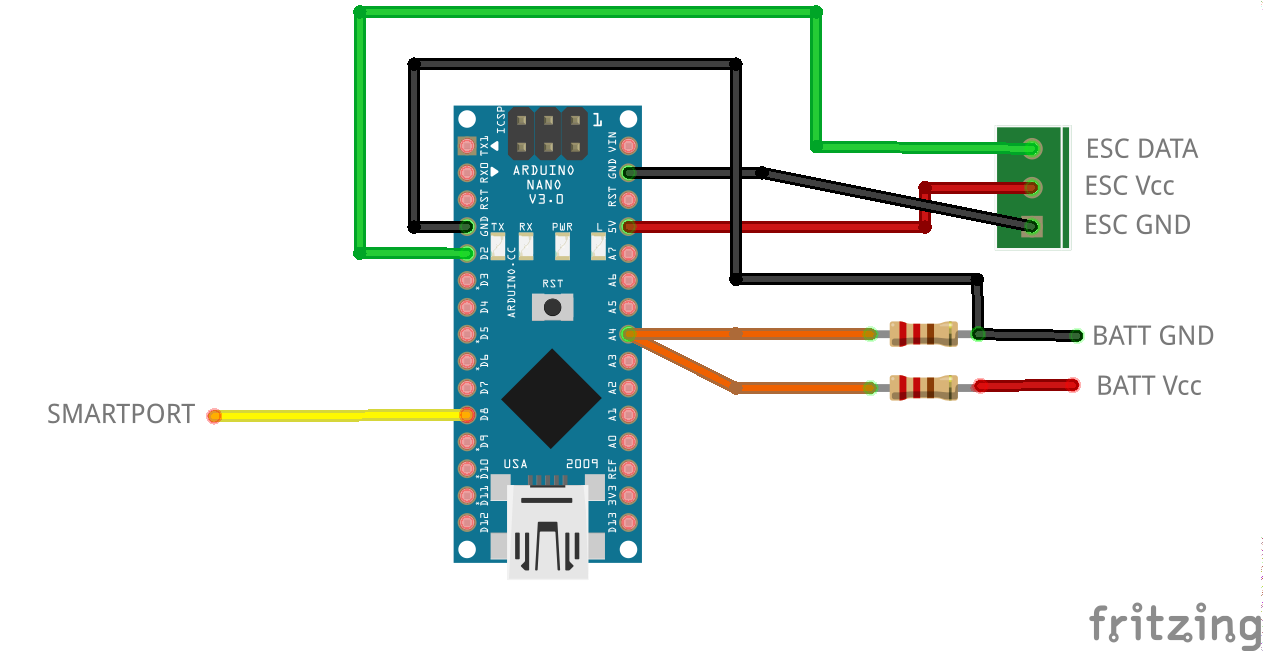 ICSP
1
TX1
RX0
RST
GND
D2
D3
D4
D5
D6
D7
D8
D9
D10
D11
D12
VIN
GND
RST
5V
A7
A6
A5
A4
A3
A2
A1
A0
REF
3V3
D13
ARDUINO
NANO
V3.0
TX RX PWR L
ARDUINO.CC
RST
USA 2009
ESC DATA
ESC Vcc
ESC GND
BATT GND
BATT Vcc
SMARTPORT
fritzing